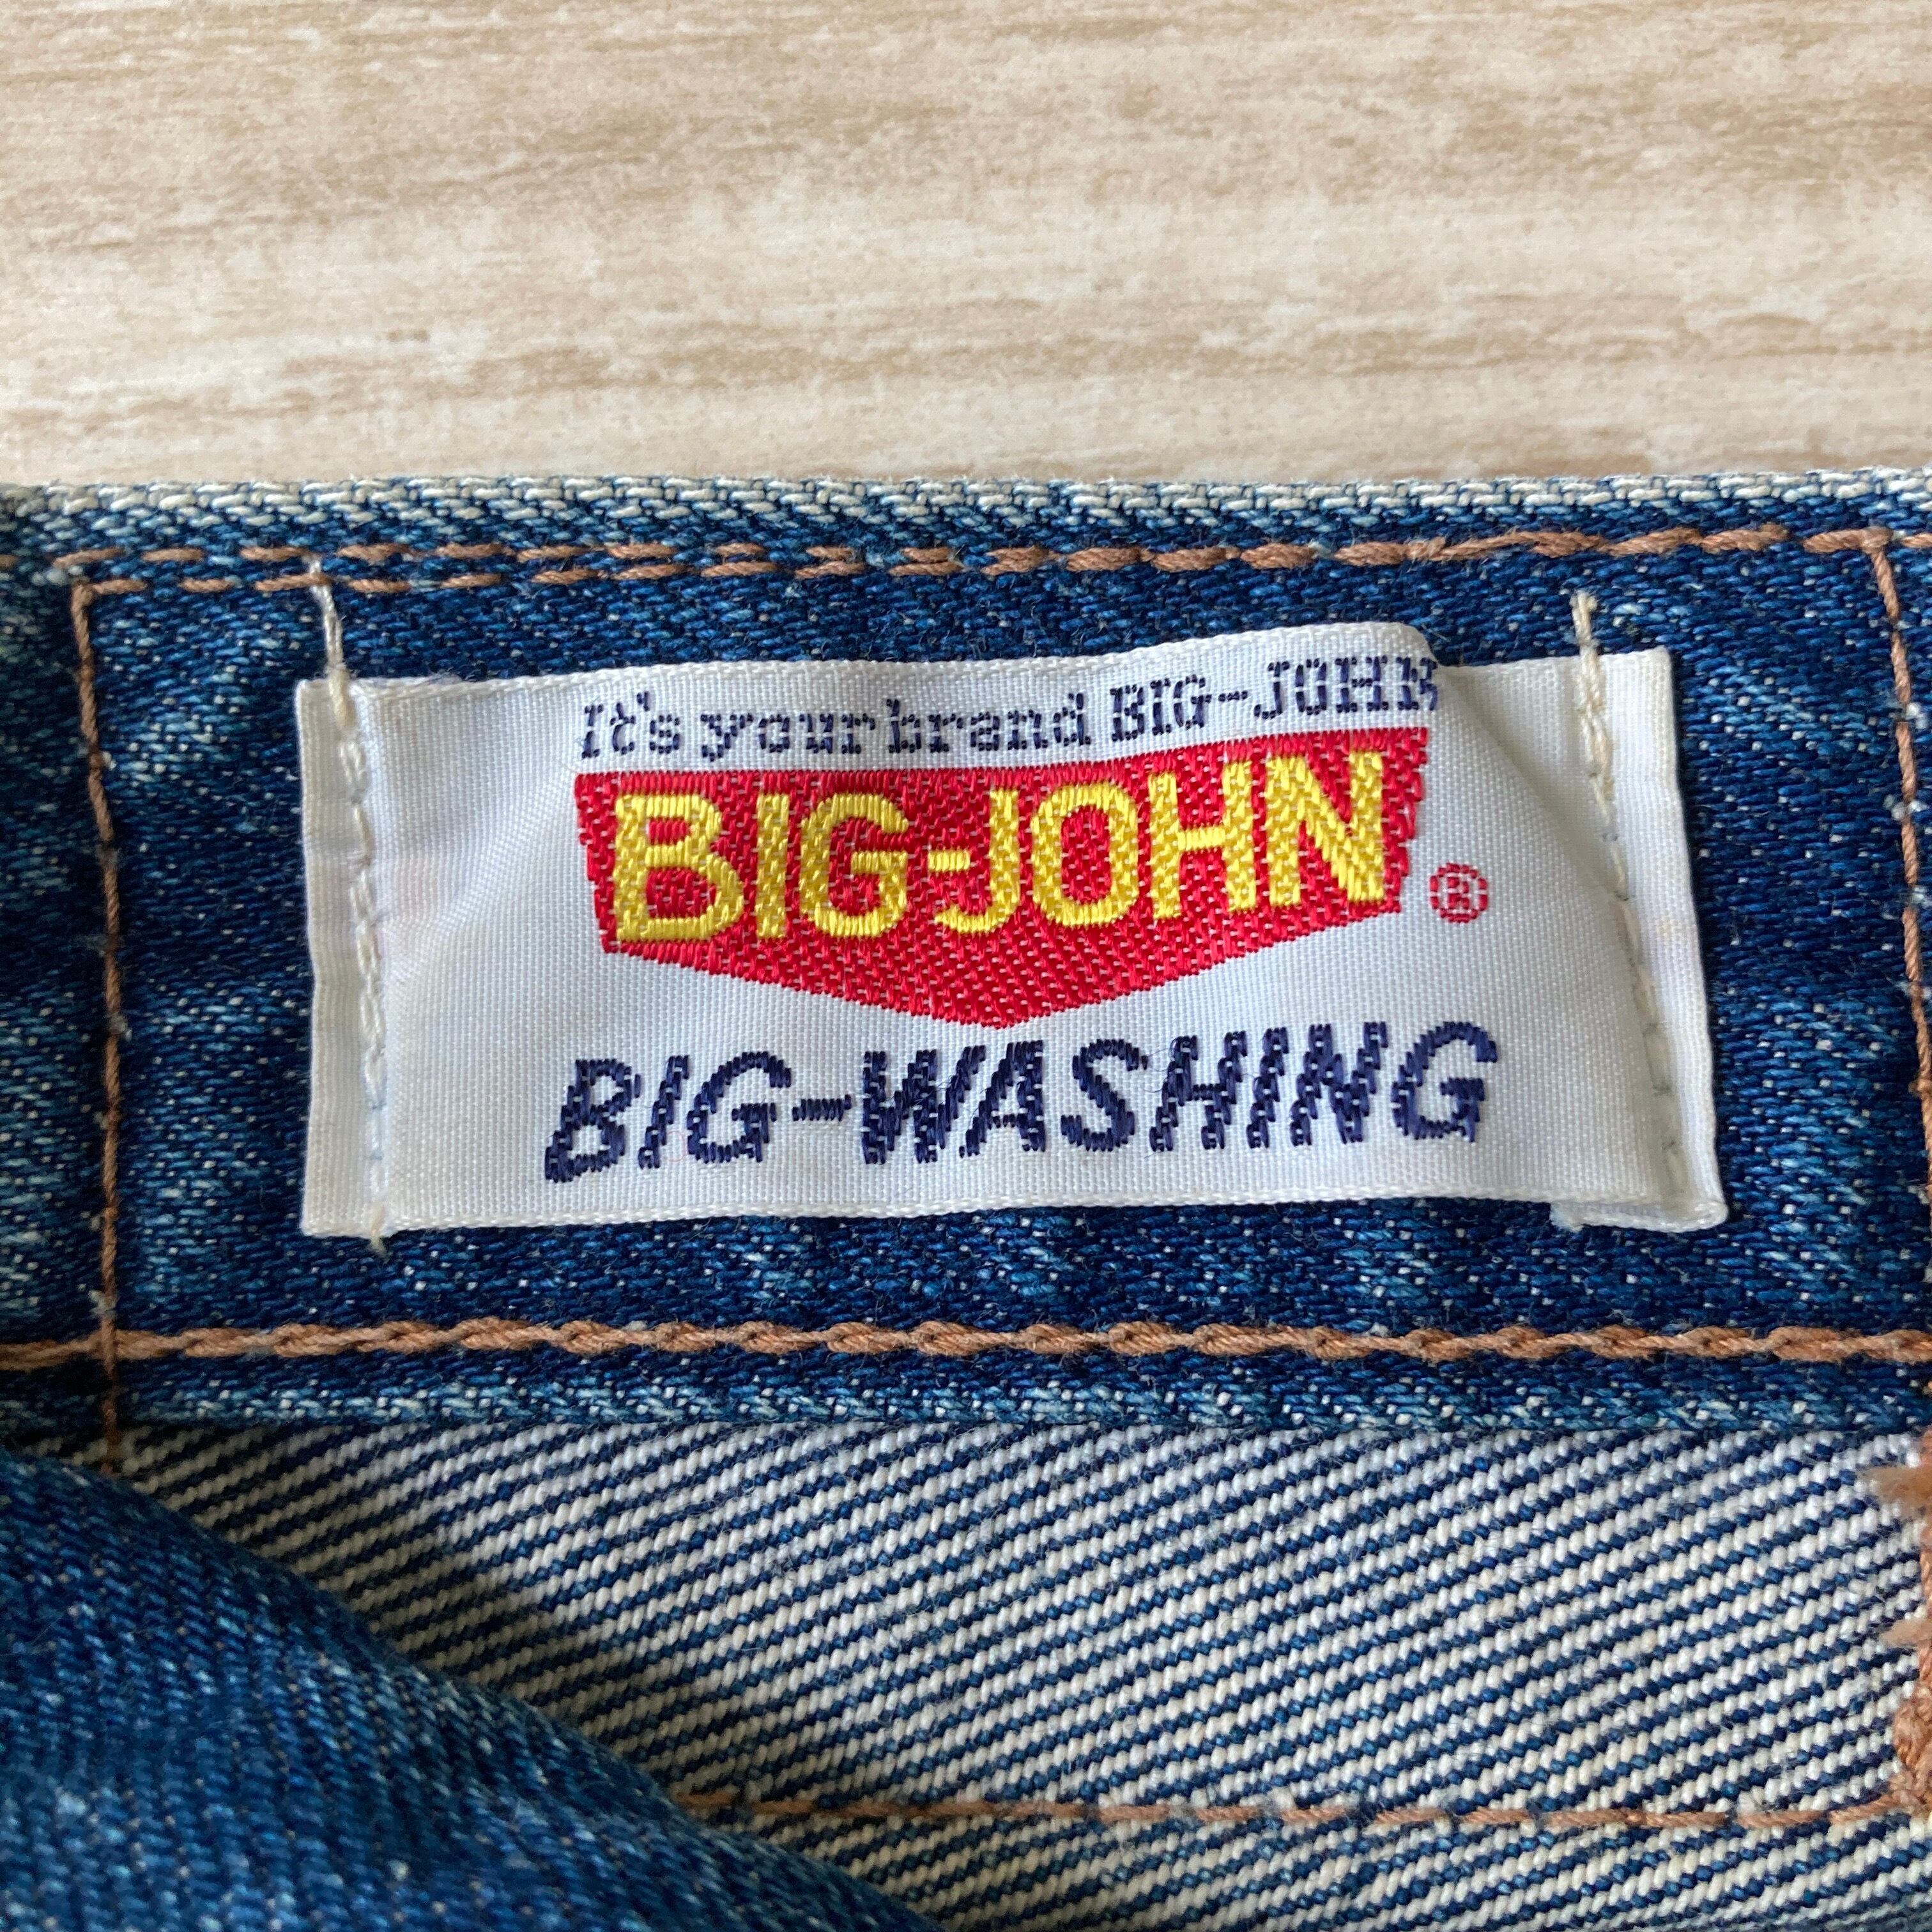 It's your brand BIG-JOHN
BIG-JOHN ®
BIG-WASHING